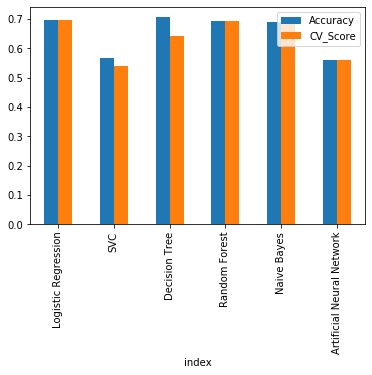 Accuracy
CV_Score
0.7
0.6
0.5
0.4
0.3
0.2
0.1
0.0
Logistic Regression
SVC
Decision Tree
Random Forest
Naive Bayes
Artificial Neural Network
index